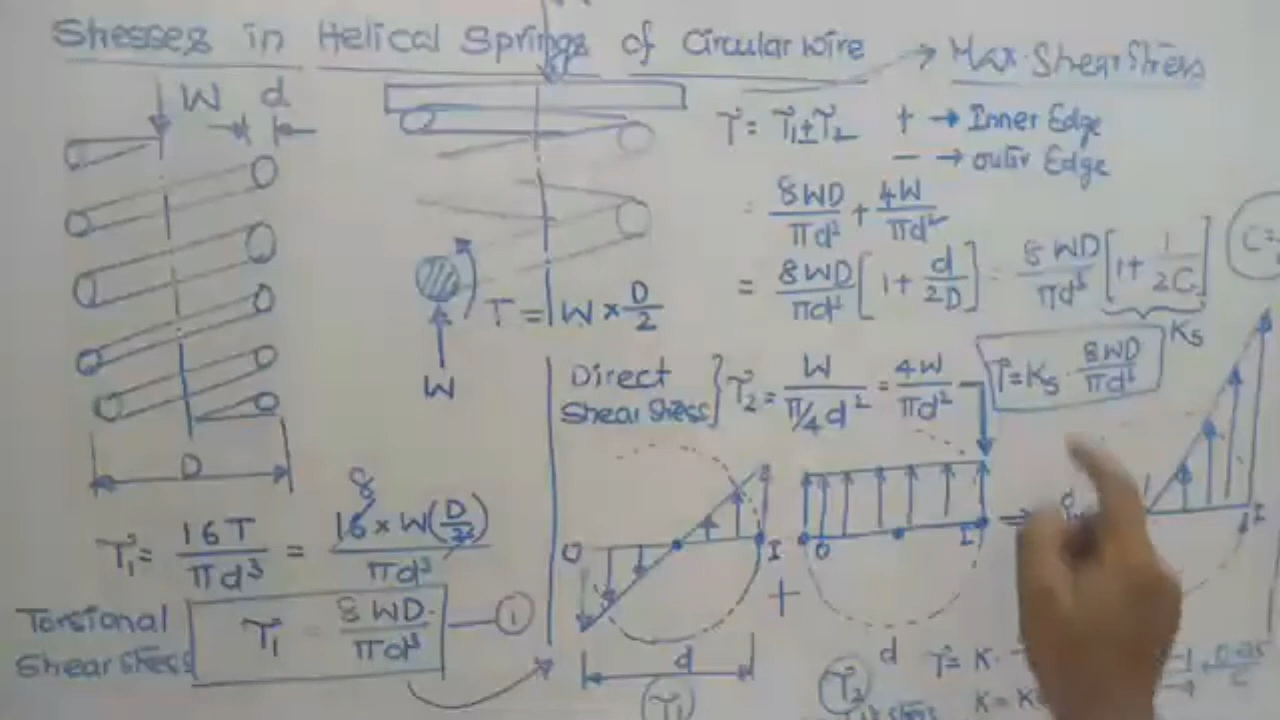 Stresses in Helical Springs of Circular wire → Max. Shear Stress
W d
D
T = W × D/2
W
τ1 = 16T/πd³ = 16 × W(D/2)/πd³
8
Torsional Shear Stress
τ1 = 8WD/πd³ — ①
τ = τ1 ± τ2
+ → Inner Edge
− → outer Edge
= 8WD/πd³ + 4W/πd²
= 8WD/πd³ [1 + d/2D] = 8WD/πd³ [1 + 1/2C]
Ks
C=
Direct Shear Stress } τ2 = W/π/4 d² = 4W/πd²
τ = Ks · 8WD/πd³
O I
+
O I
⇒
I
d
τ1
τ2
d
τ = K ·
K = K